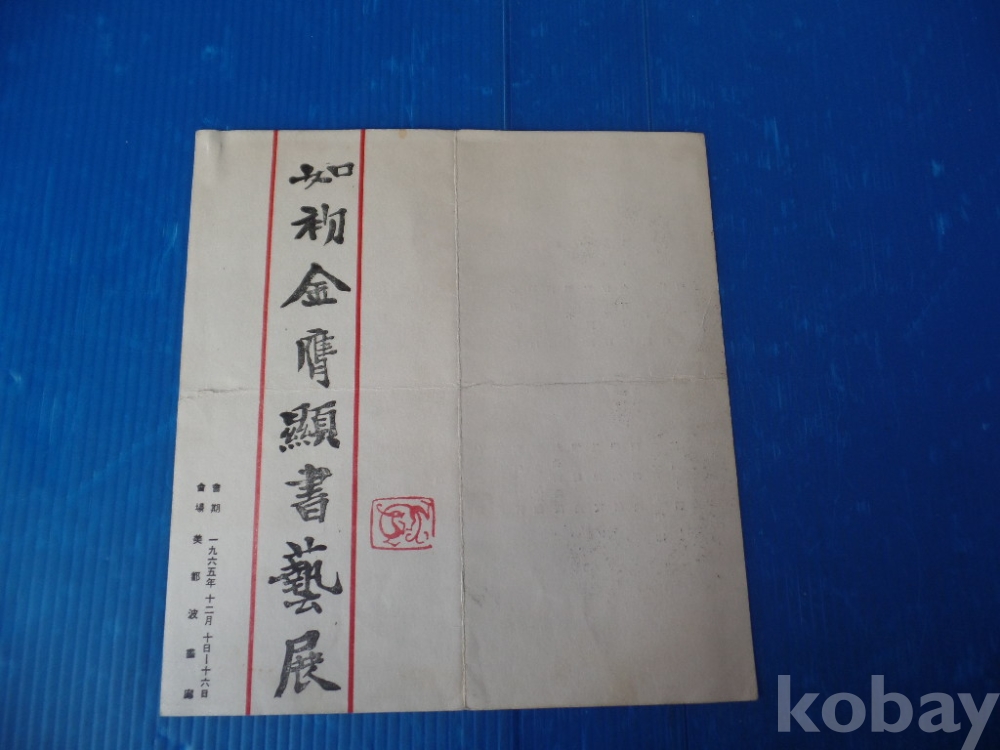 如初金膺顯書藝展
會期 一九六五年 十二月 十日―十六日
會場 美都波畵廊
kobay